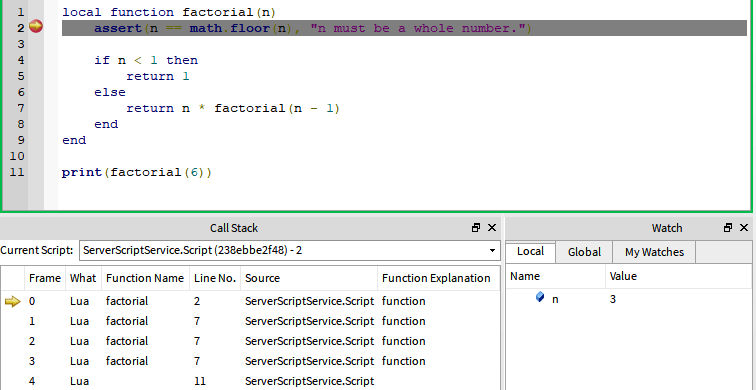 1 local function factorial(n)
2 assert(n == math.floor(n), "n must be a whole number.")
3
4 if n < 1 then
5 return 1
6 else
7 return n * factorial(n - 1)
8 end
9 end
10
11 print(factorial(6))
Call Stack
Current Script: ServerScriptService.Script (238ebbe2f48) - 2
Frame What Function Name Line No. Source Function Explanation
0 Lua factorial 2 ServerScriptService.Script function
1 Lua factorial 7 ServerScriptService.Script function
2 Lua factorial 7 ServerScriptService.Script function
3 Lua factorial 7 ServerScriptService.Script function
4 Lua 11 ServerScriptService.Script
Watch
Local Global My Watches
Name Value
n 3